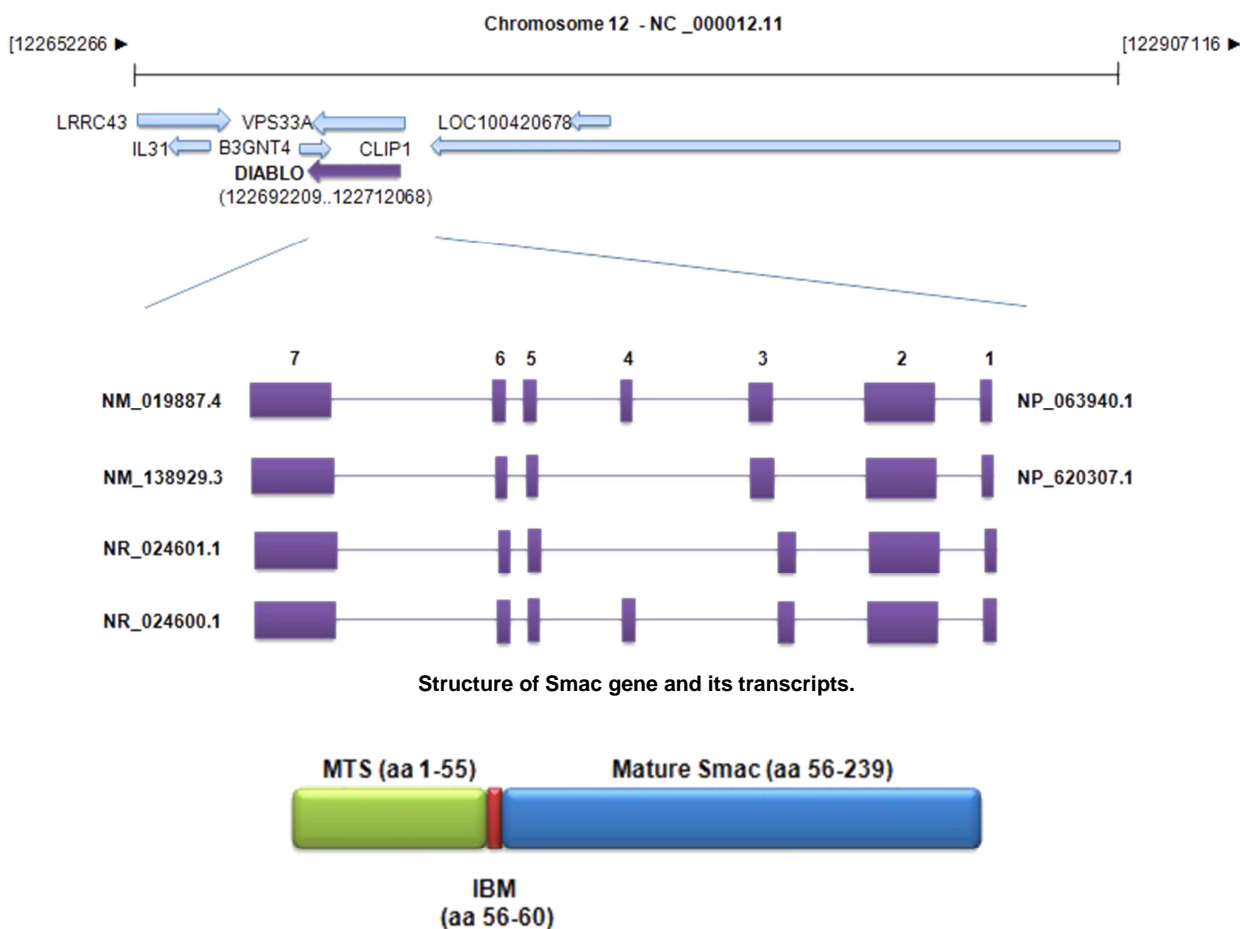 Chromosome 12 - NC _000012.11
[122652266 ► [122907116 ►
LRRC43 VPS33A LOC100420678
IL31 B3GNT4 CLIP1
DIABLO
(122692209..122712068)
7 6 5 4 3 2 1
NM_019887.4 NP_063940.1
NM_138929.3 NP_620307.1
NR_024601.1
NR_024600.1
Structure of Smac gene and its transcripts.
MTS (aa 1-55) Mature Smac (aa 56-239)
IBM
(aa 56-60)